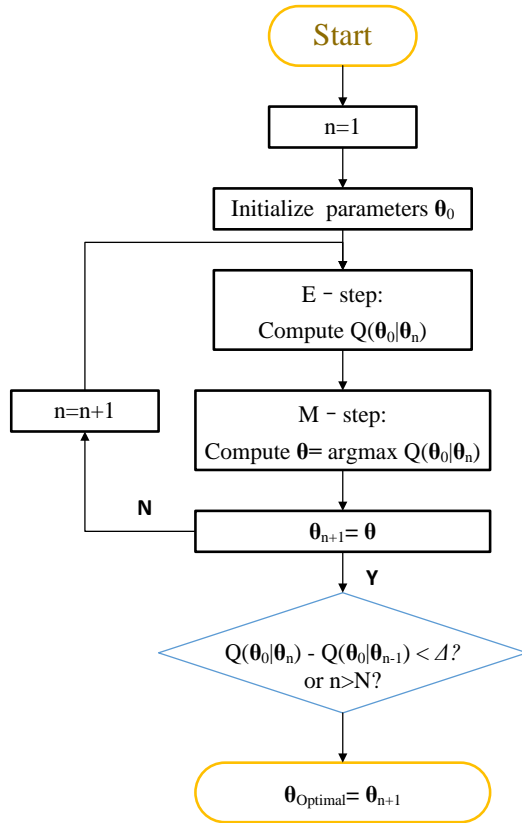 Start
n=1
Initialize parameters θ₀
E - step:
Compute Q(θ₀|θₙ)
n=n+1
M - step:
Compute θ= argmax Q(θ₀|θₙ)
N
θₙ₊₁= θ
Y
Q(θ₀|θₙ) - Q(θ₀|θₙ₋₁) < Δ?
or n>N?
θOptimal= θₙ₊₁